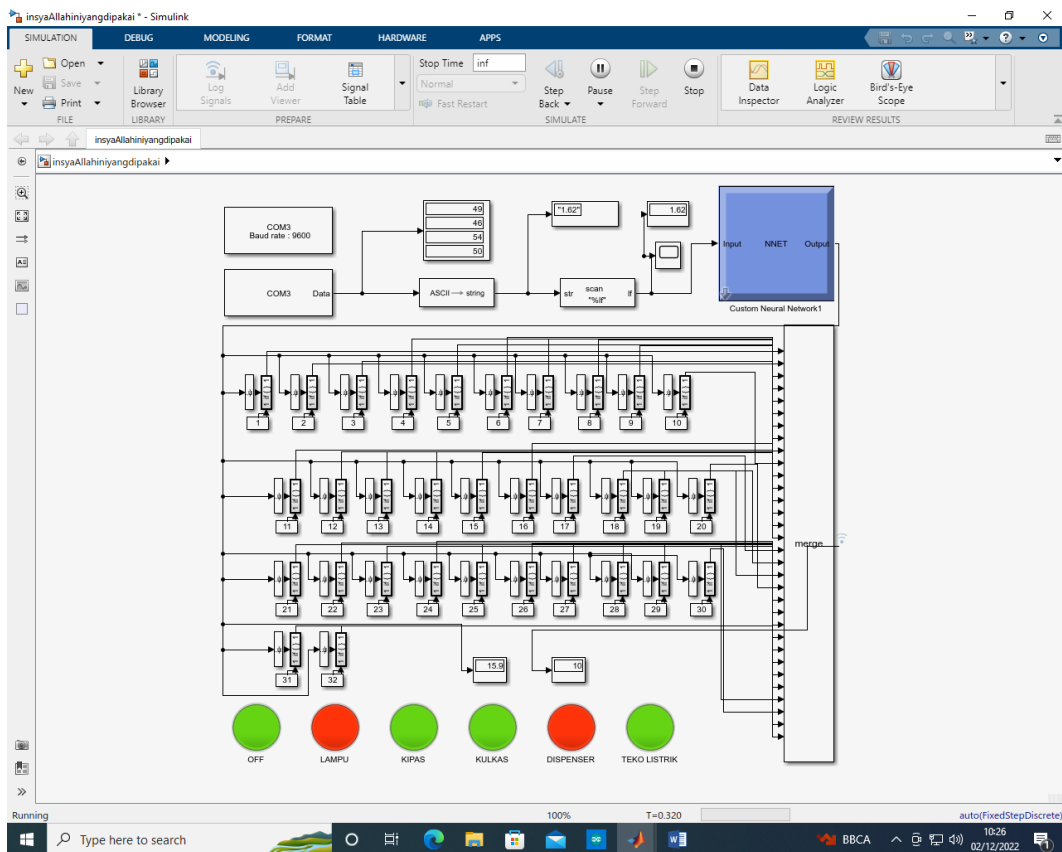 insyaAllahiniyangdipakai * - Simulink
SIMULATION DEBUG MODELING FORMAT HARDWARE APPS
New
Open
Save
Print
FILE
Library Browser
LIBRARY
Log Signals
Add Viewer
Signal Table
PREPARE
Stop Time inf
Normal
Fast Restart
Step Back
Pause
Step Forward
Stop
SIMULATE
Data Inspector
Logic Analyzer
Bird's-Eye Scope
REVIEW RESULTS
insyaAllahiniyangdipakai
insyaAllahiniyangdipakai
COM3
Baud rate : 9600
49
46
54
50
"1.62"
1.62
COM3 Data
ASCII → string
str scan "%lf" lf
Input NNET Output
Custom Neural Network1
1 2 3 4 5 6 7 8 9 10
11 12 13 14 15 16 17 18 19 20
merge
21 22 23 24 25 26 27 28 29 30
15.9
10
31 32
OFF LAMPU KIPAS KULKAS DISPENSER TEKO LISTRIK
Running 100% T=0.320 auto(FixedStepDiscrete)
Type here to search
BBCA
10:26
02/12/2022